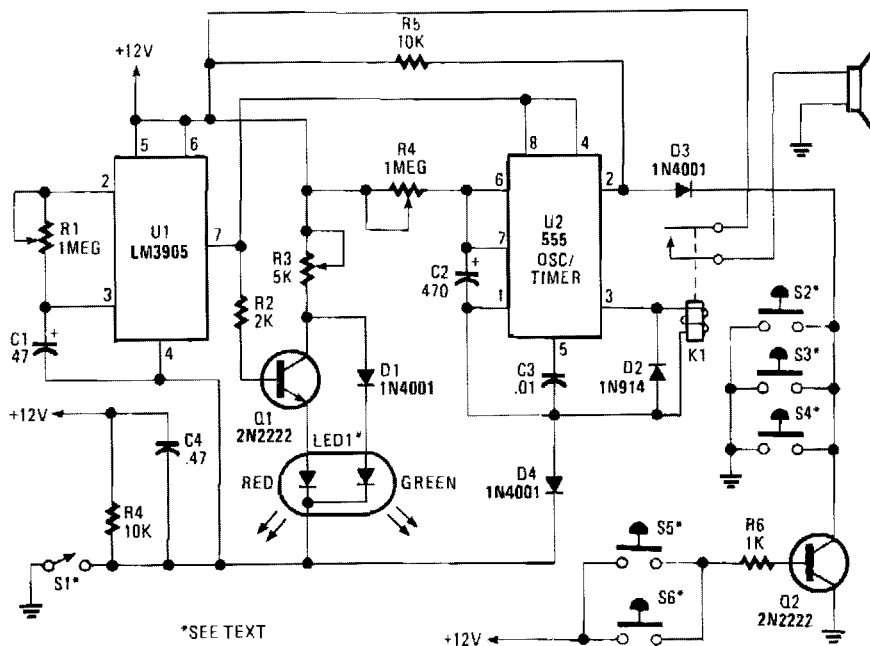 R5
10K
+12V
5
6
8
4
R4
1MEG
D3
1N4001
2
R1
1MEG
U1
LM3905
7
6
2
U2
555
OSC/
TIMER
R3
5K
7
C2
470
+
3
R2
2K
1
3
S2*
C1
47
+
4
5
K1
D1
1N4001
C3
.01
D2
1N914
S3*
+12V
Q1
2N2222
S4*
C4
.47
LED1*
RED
GREEN
D4
1N4001
R4
10K
S5*
R6
1K
S1*
S6*
Q2
2N2222
*SEE TEXT
+12V